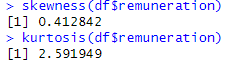 > skewness(df$remuneration)
[1] 0.412842
> kurtosis(df$remuneration)
[1] 2.591949